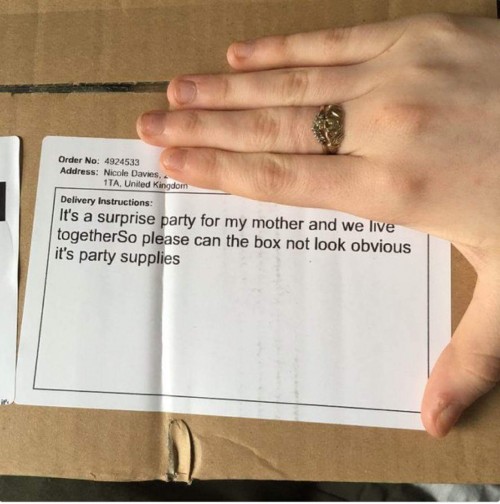 Order No: 4924533
Address: Nicole Davies,
1TA, United Kingdom
Delivery Instructions:
It's a surprise party for my mother and we live
togetherSo please can the box not look obvious
it's party supplies